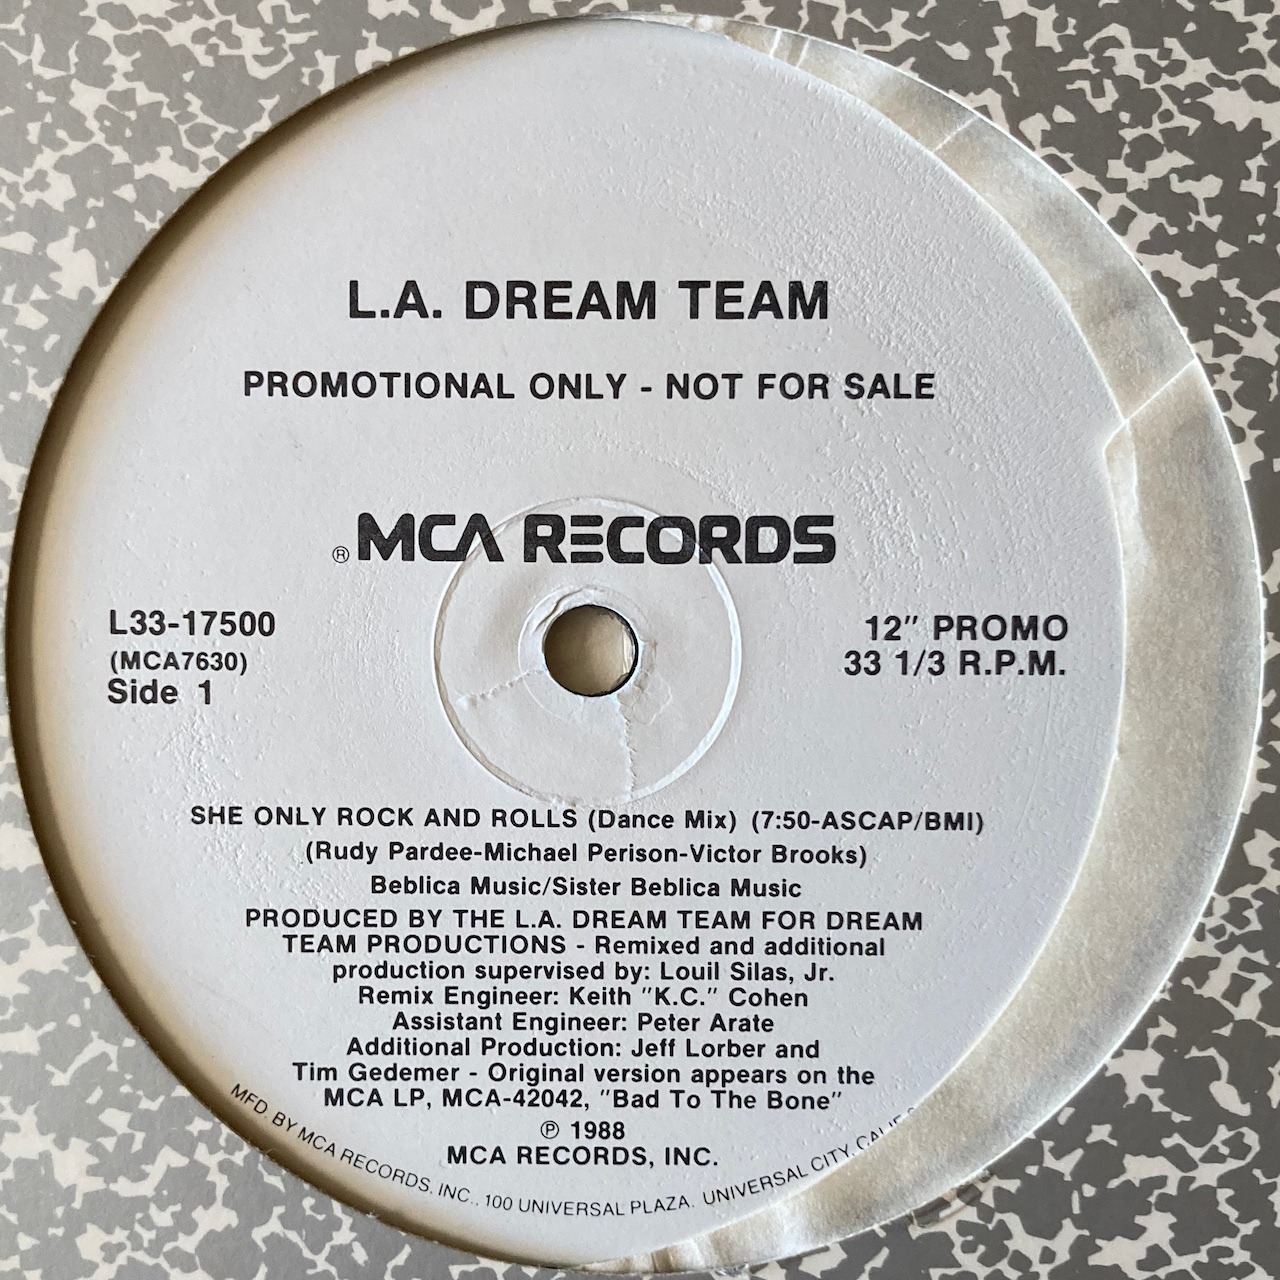 L.A. DREAM TEAM
PROMOTIONAL ONLY - NOT FOR SALE
® MCA RECORDS
L33-17500
(MCA7630)
Side 1
12" PROMO
33 1/3 R.P.M.
SHE ONLY ROCK AND ROLLS (Dance Mix) (7:50-ASCAP/BMI)
(Rudy Pardee-Michael Perison-Victor Brooks)
Beblica Music/Sister Beblica Music
PRODUCED BY THE L.A. DREAM TEAM FOR DREAM
TEAM PRODUCTIONS - Remixed and additional
production supervised by: Louil Silas, Jr.
Remix Engineer: Keith "K.C." Cohen
Assistant Engineer: Peter Arate
Additional Production: Jeff Lorber and
Tim Gedemer - Original version appears on the
MCA LP, MCA-42042, "Bad To The Bone"
℗ 1988
MCA RECORDS, INC.
MFD. BY MCA RECORDS, INC., 100 UNIVERSAL PLAZA. UNIVERSAL CITY,